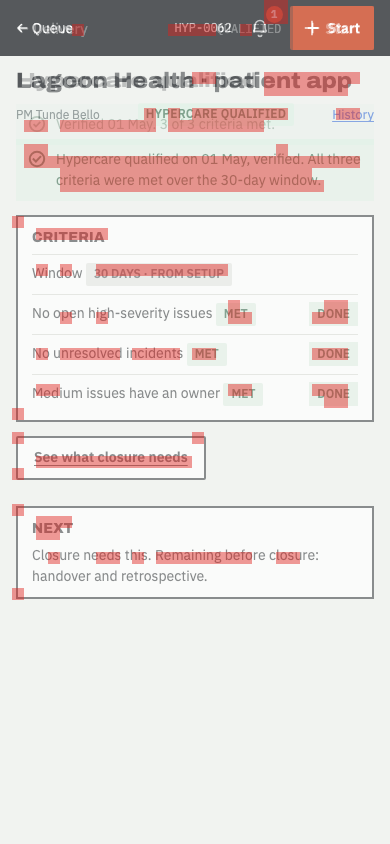 Queue HYP-0062 1 Start
Lagoon Health · patient app
PM Tunde Bello HYPERCARE QUALIFIED History
Verified 01 May, 3 of 3 criteria met.
Hypercare qualified on 01 May, verified. All three
criteria were met over the 30-day window.
CRITERIA
Window 30 DAYS · FROM SETUP
No open high-severity issues MET DONE
No unresolved incidents MET DONE
Medium issues have an owner MET DONE
See what closure needs
NEXT
Closure needs this. Remaining before closure:
handover and retrospective.